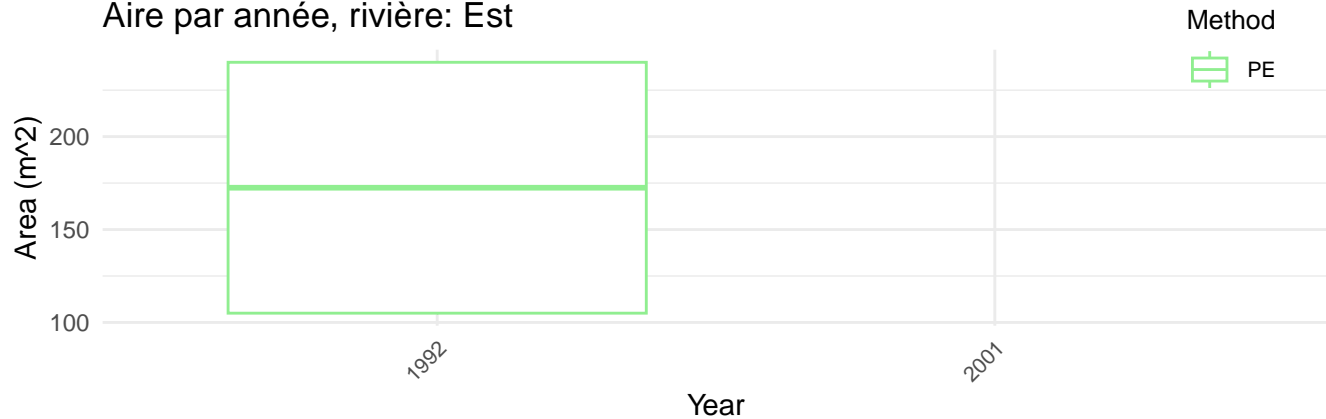 Aire par année, rivière: Est
Method
PE
Area (m^2)
200
150
100
1992
2001
Year